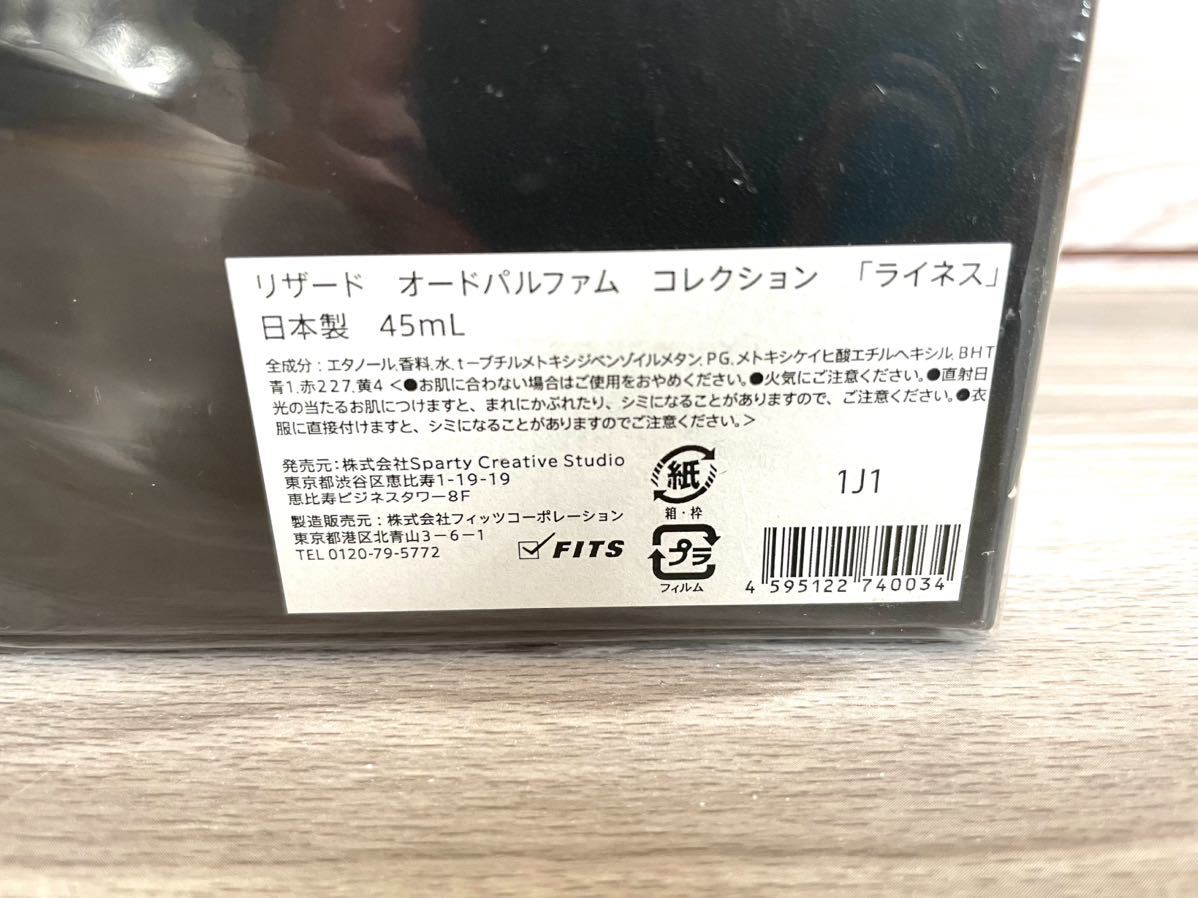 リザード　オードパルファム　コレクション　「ライネス」
日本製　45mL
全成分：エタノール,香料,水,t－ブチルメトキシジベンゾイルメタン,PG,メトキシケイヒ酸エチルヘキシル,BHT
青1,赤227,黄4 <●お肌に合わない場合はご使用をおやめください。●火気にご注意ください。●直射日
光の当たるお肌につけますと、まれにかぶれたり、シミになることがありますので、ご注意ください。●衣
服に直接付けますと、シミになることがありますのでご注意ください。>
発売元：株式会社Sparty Creative Studio
東京都渋谷区恵比寿1-19-19
恵比寿ビジネスタワー8F
製造販売元：株式会社フィッツコーポレーション
東京都港区北青山3－6－1
TEL 0120-79-5772
FITS
紙
箱・枠
プラ
フィルム
1J1
4 595122 740034